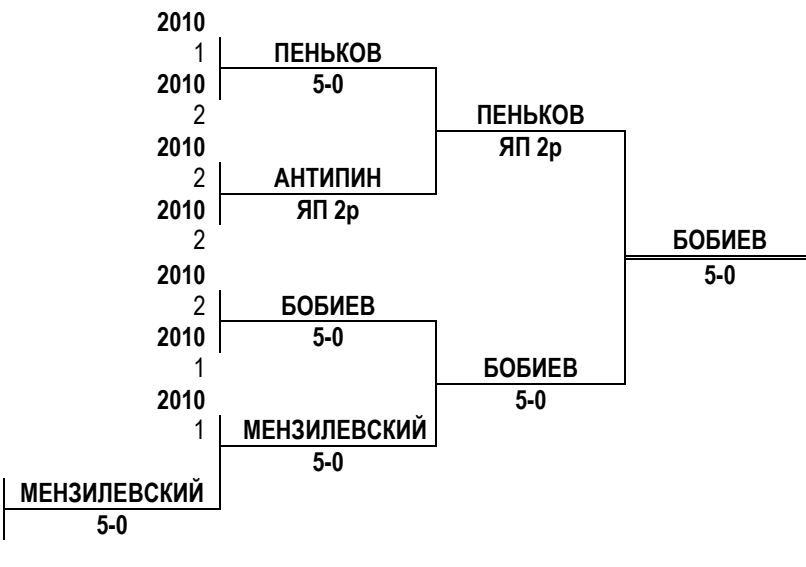 2010
1
ПЕНЬКОВ
2010
5-0
2
ПЕНЬКОВ
2010
ЯП 2р
2
АНТИПИН
2010
ЯП 2р
2
БОБИЕВ
2010
5-0
2
БОБИЕВ
2010
5-0
1
БОБИЕВ
2010
5-0
1
МЕНЗИЛЕВСКИЙ
5-0
МЕНЗИЛЕВСКИЙ
5-0